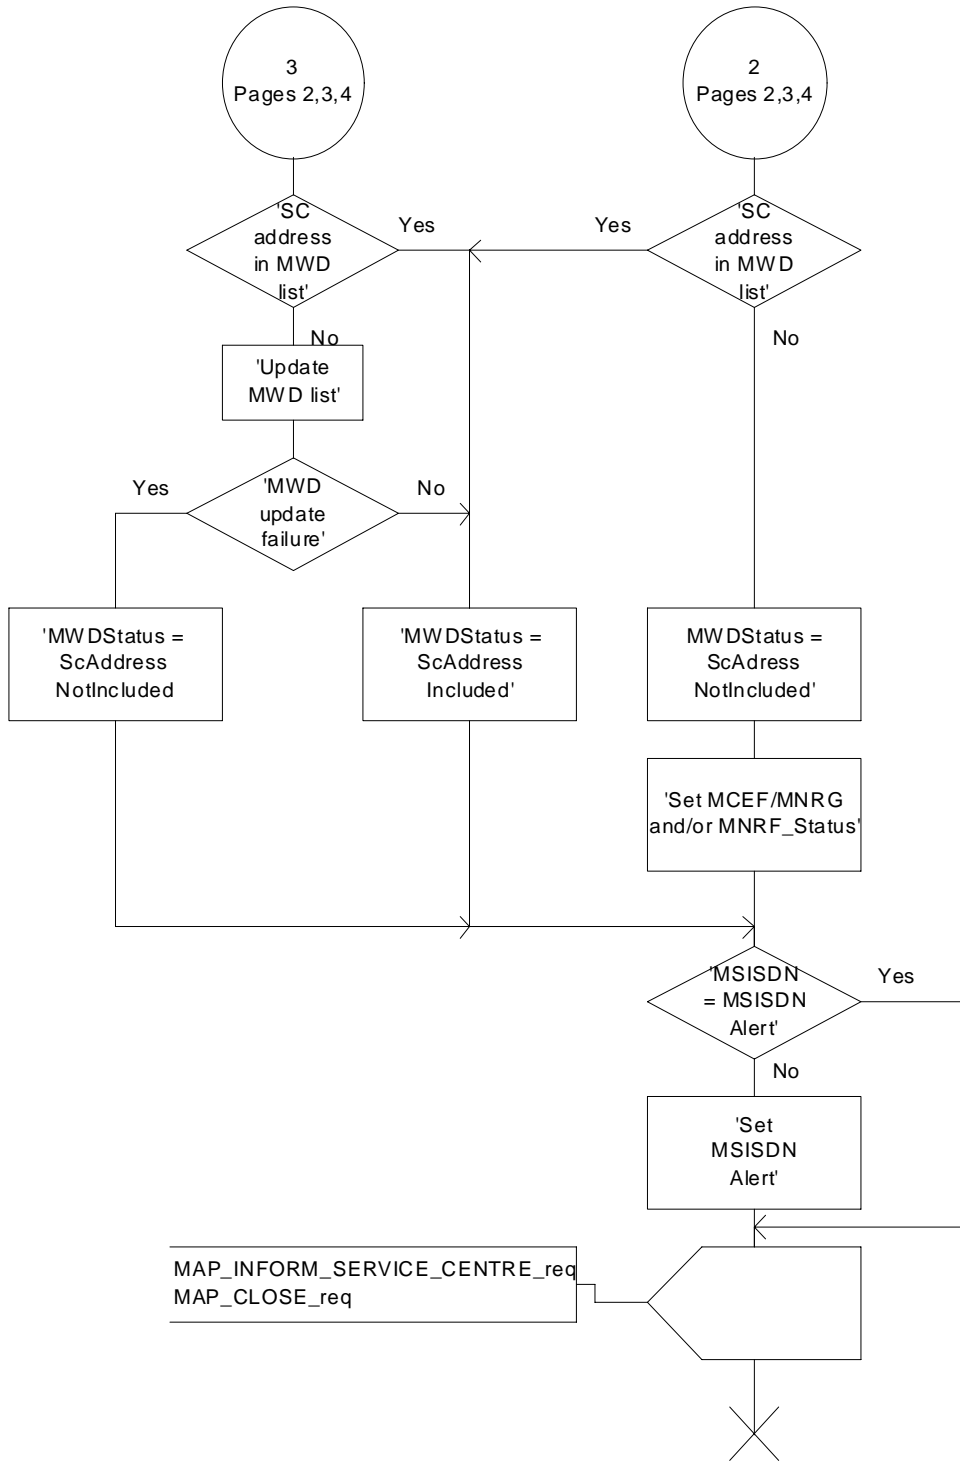 3
Pages 2,3,4
2
Pages 2,3,4
'SC
address
in MWD
list'
Yes
Yes
'SC
address
in MWD
list'
No
No
'Update
MWD list'
Yes
'MWD
update
failure'
No
'MWDStatus =
ScAddress
NotIncluded
'MWDStatus =
ScAddress
Included'
MWDStatus =
ScAdress
NotIncluded'
'Set MCEF/MNRG
and/or MNRF_Status'
'MSISDN
= MSISDN
Alert'
Yes
No
'Set
MSISDN
Alert'
MAP_INFORM_SERVICE_CENTRE_req
MAP_CLOSE_req